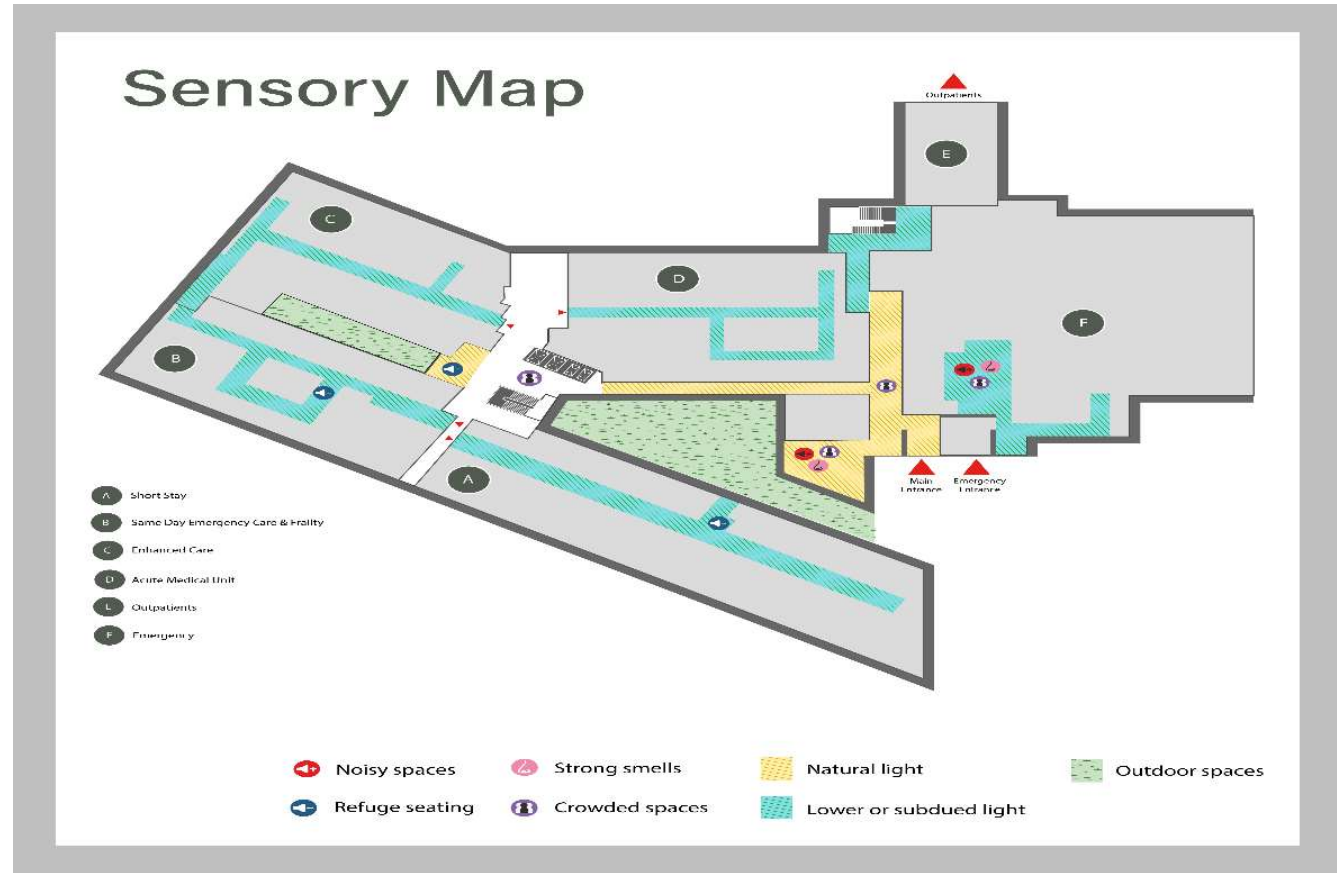 Sensory Map
Outpatients
E
C
D
F
B
A
Main
Entrance
Emergency
Entrance
A Short Stay
B Same Day Emergency Care & Frailty
C Enhanced Care
D Acute Medical Unit
E Outpatients
F Emergency
Noisy spaces
Strong smells
Natural light
Outdoor spaces
Refuge seating
Crowded spaces
Lower or subdued light